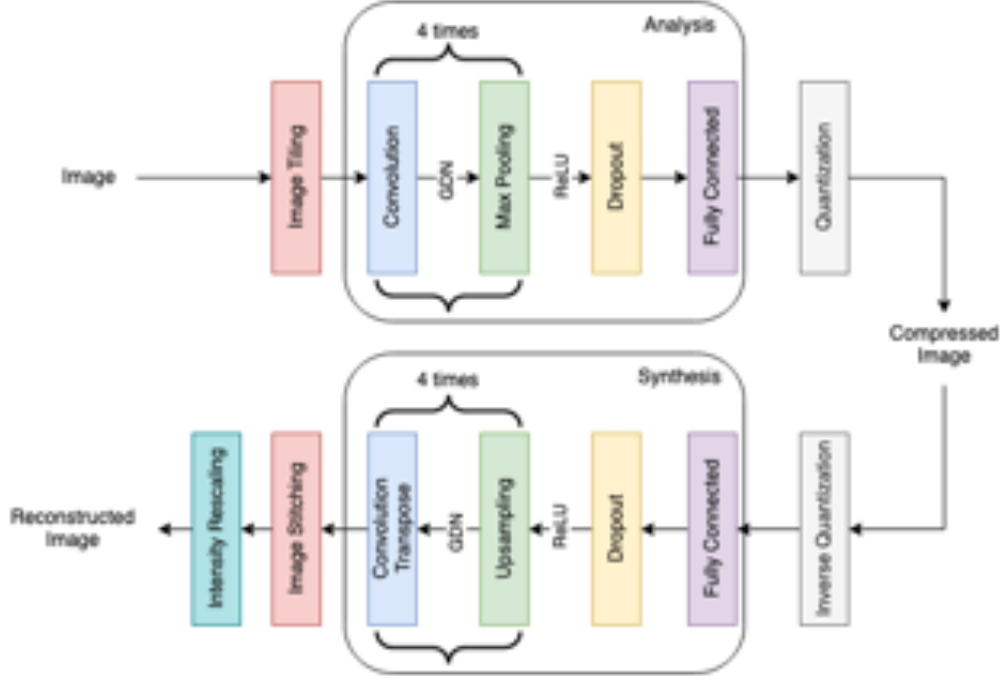 4 times
Analysis
Image
Image Tiling
Convolution
GDN
Max Pooling
ReLU
Dropout
Fully Connected
Quantization
Compressed
Image
4 times
Synthesis
Reconstructed
Image
Intensity Rescaling
Image Stitching
Convolution
Transpose
GDN
Upsampling
ReLU
Dropout
Fully Connected
Inverse Quantization